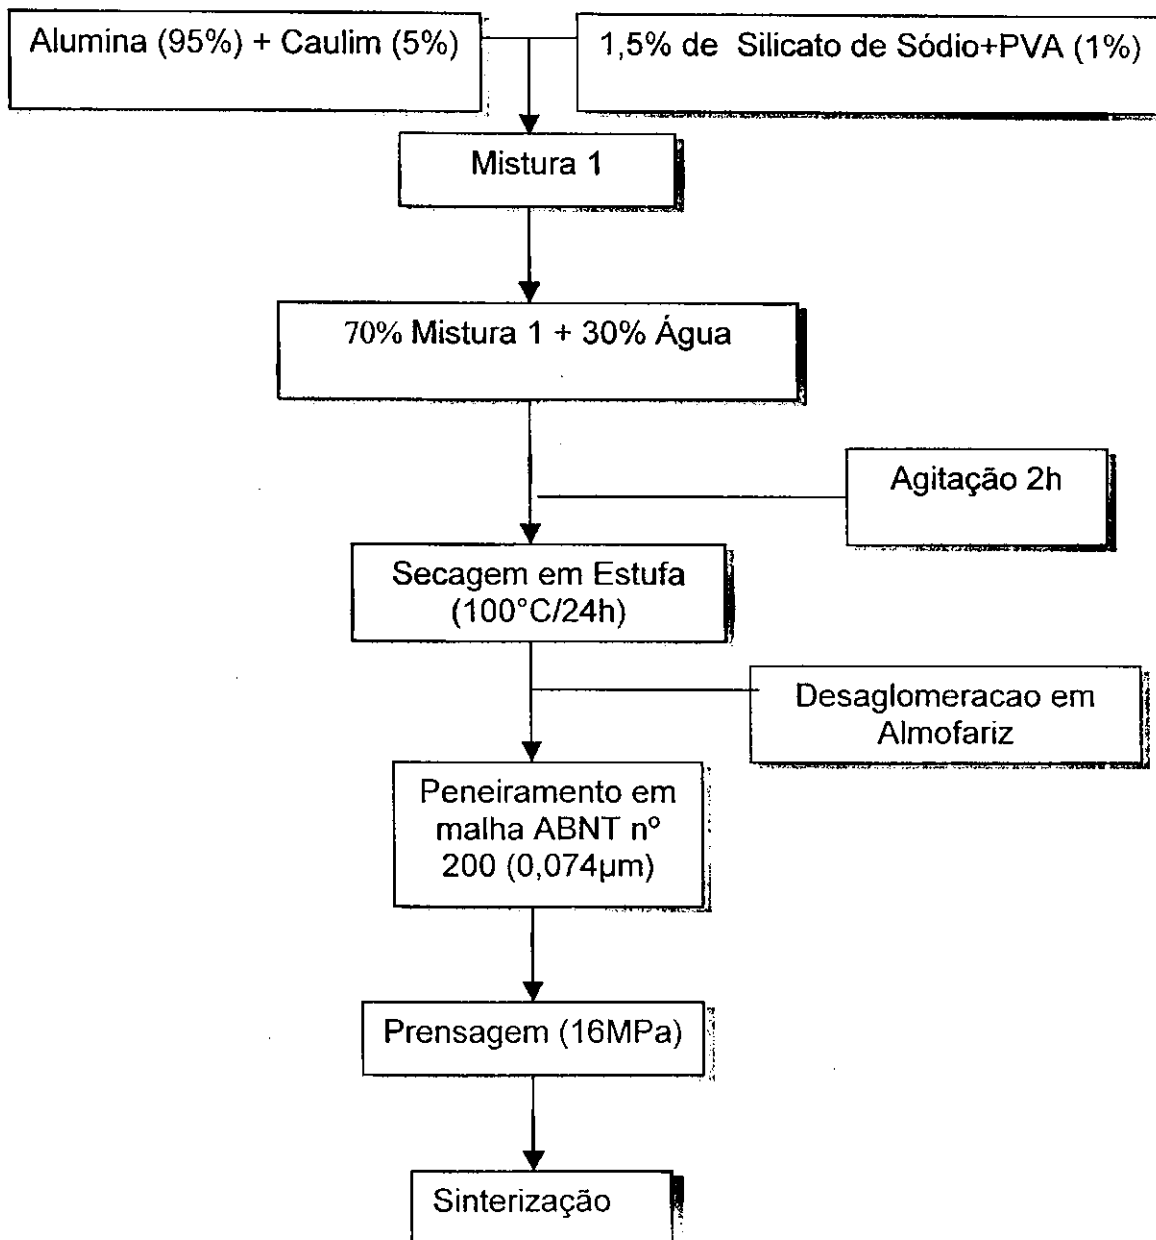 Alumina (95%) + Caulim (5%)
1,5% de Silicato de Sódio+PVA (1%)
Mistura 1
70% Mistura 1 + 30% Água
Agitação 2h
Secagem em Estufa
(100°C/24h)
Desaglomeracao em
Almofariz
Peneiramento em
malha ABNT nº
200 (0,074µm)
Prensagem (16MPa)
Sinterização